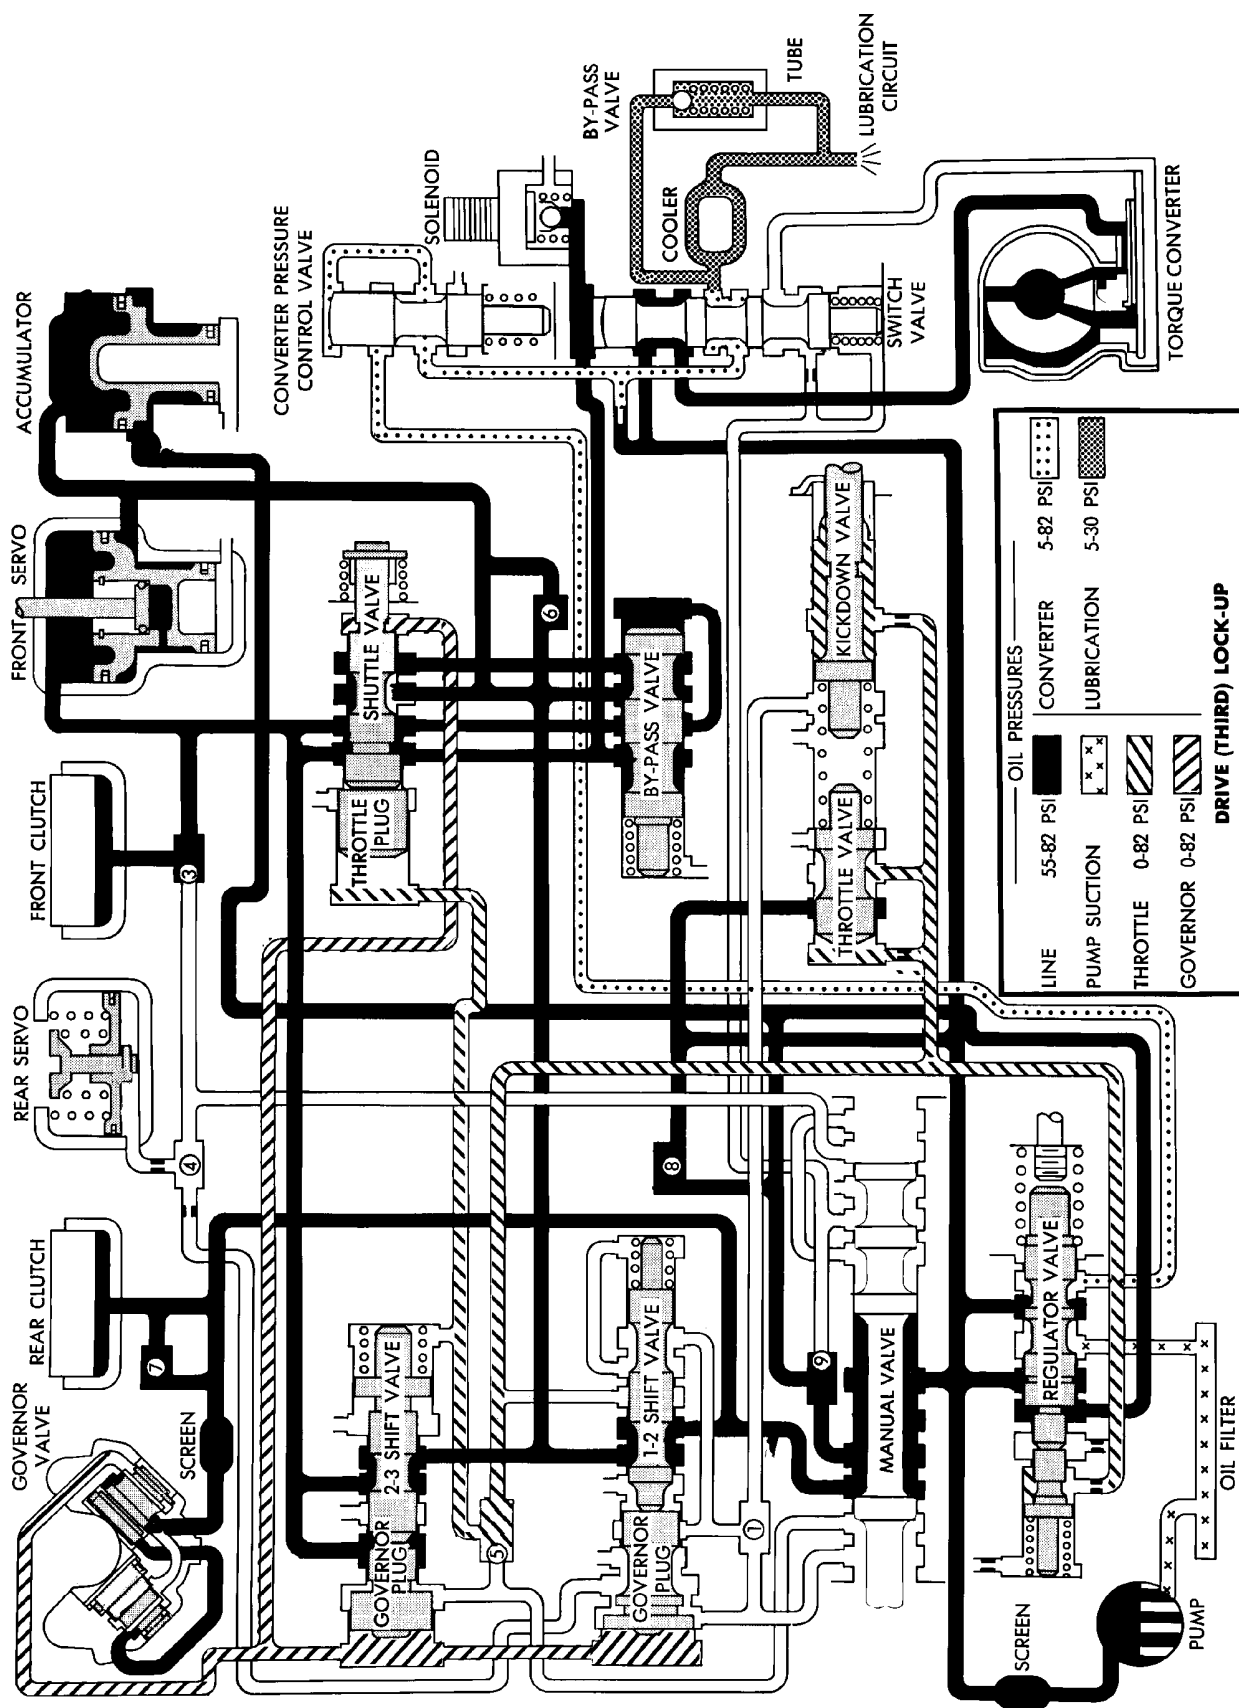 GOVERNOR
VALVE
REAR CLUTCH
REAR SERVO
FRONT CLUTCH
FRONT SERVO
ACCUMULATOR
SCREEN
7
4
3
CONVERTER PRESSURE
CONTROL VALVE
SOLENOID
BY-PASS
VALVE
TUBE
COOLER
LUBRICATION
CIRCUIT
GOVERNOR
PLUG
2-3 SHIFT VALVE
THROTTLE
PLUG
SHUTTLE VALVE
5
6
GOVERNOR
PLUG
1-2 SHIFT VALVE
BY-PASS VALVE
8
1
9
SWITCH
VALVE
THROTTLE VALVE
KICKDOWN VALVE
MANUAL VALVE
TORQUE CONVERTER
REGULATOR VALVE
SCREEN
PUMP
OIL FILTER
OIL PRESSURES
LINE 55-82 PSI
CONVERTER 5-82 PSI
PUMP SUCTION
LUBRICATION 5-30 PSI
THROTTLE 0-82 PSI
GOVERNOR 0-82 PSI
DRIVE (THIRD) LOCK-UP